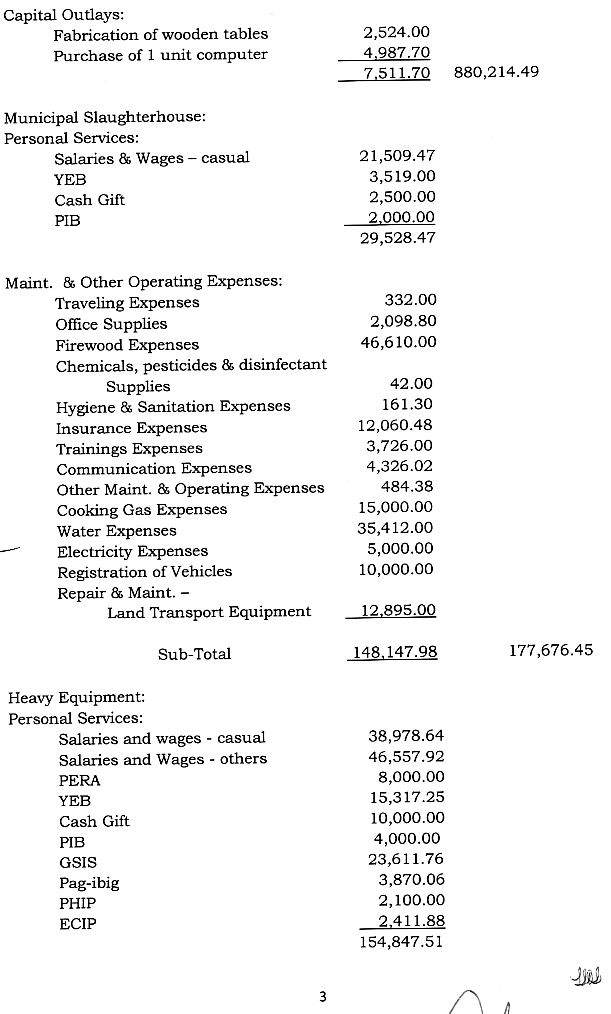 Capital Outlays:
Fabrication of wooden tables 2,524.00
Purchase of 1 unit computer 4,987.70
7,511.70 880,214.49
Municipal Slaughterhouse:
Personal Services:
Salaries & Wages – casual 21,509.47
YEB 3,519.00
Cash Gift 2,500.00
PIB 2,000.00
29,528.47
Maint. & Other Operating Expenses:
Traveling Expenses 332.00
Office Supplies 2,098.80
Firewood Expenses 46,610.00
Chemicals, pesticides & disinfectant
Supplies 42.00
Hygiene & Sanitation Expenses 161.30
Insurance Expenses 12,060.48
Trainings Expenses 3,726.00
Communication Expenses 4,326.02
Other Maint. & Operating Expenses 484.38
Cooking Gas Expenses 15,000.00
Water Expenses 35,412.00
Electricity Expenses 5,000.00
Registration of Vehicles 10,000.00
Repair & Maint. –
Land Transport Equipment 12,895.00
Sub-Total 148,147.98 177,676.45
Heavy Equipment:
Personal Services:
Salaries and wages - casual 38,978.64
Salaries and Wages - others 46,557.92
PERA 8,000.00
YEB 15,317.25
Cash Gift 10,000.00
PIB 4,000.00
GSIS 23,611.76
Pag-ibig 3,870.06
PHIP 2,100.00
ECIP 2,411.88
154,847.51
3